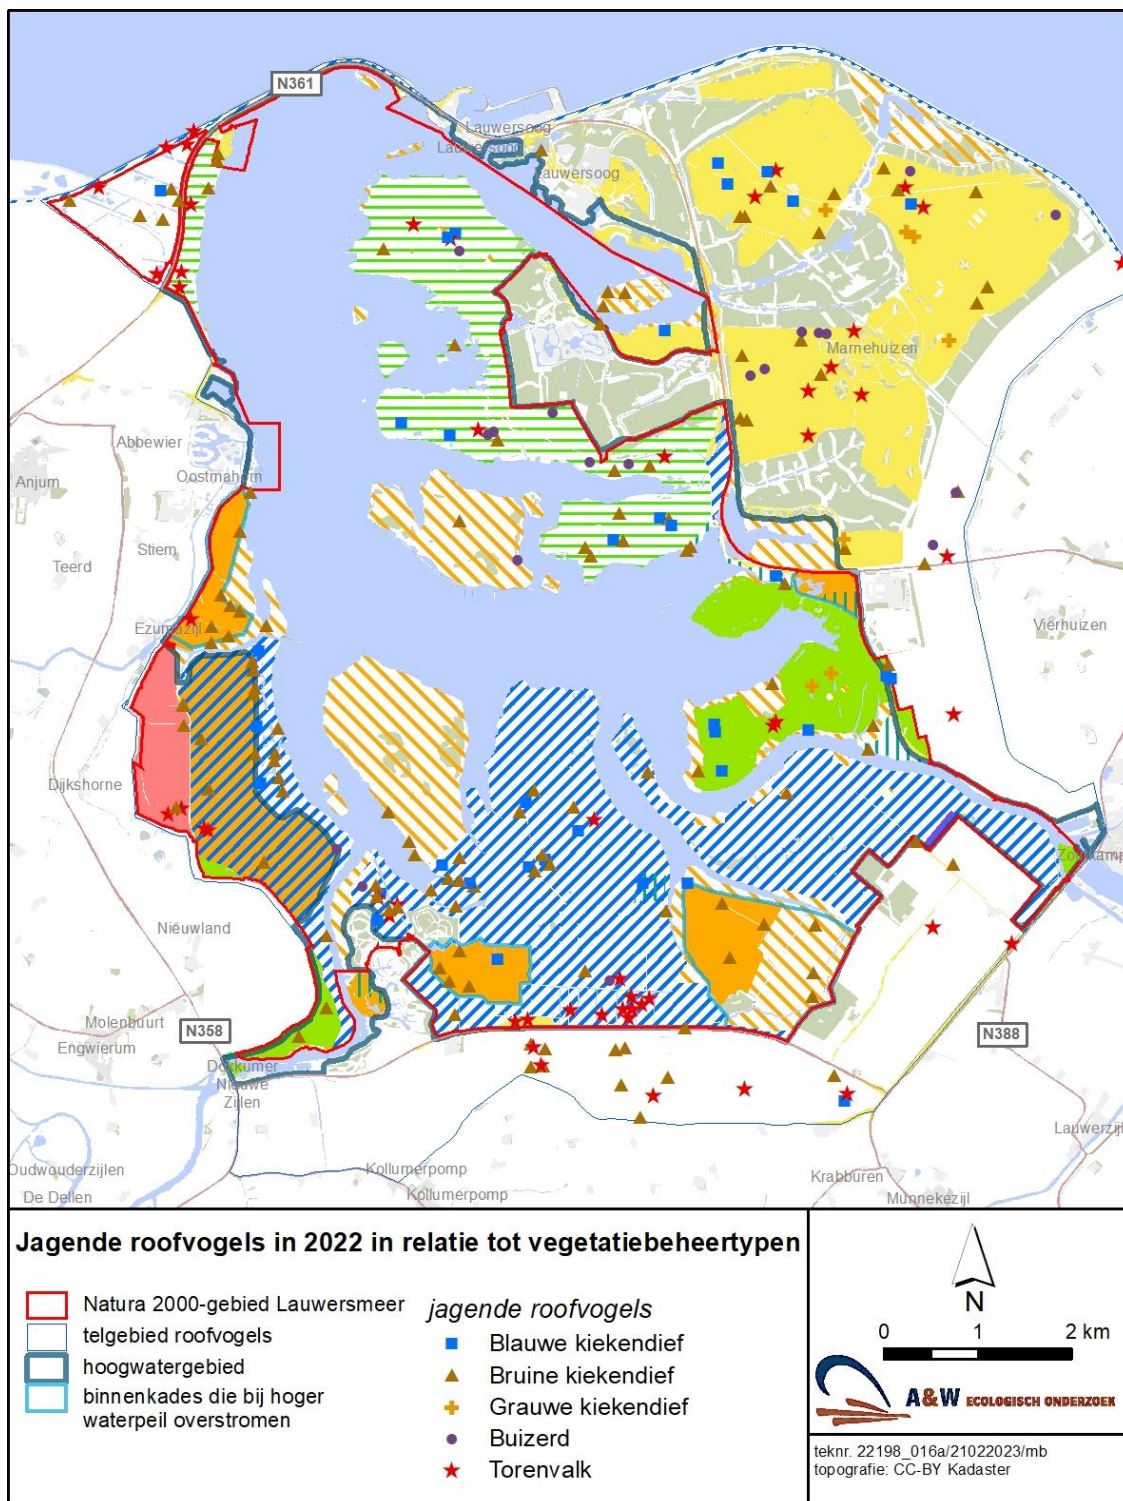 N361
Lauwersoog
Lauwersoog
Lauwersoog
Marnehuizen
Abbewier
Anjum
Oostmahorn
Striem
Teerd
Ezumazijl
Vierhuizen
Dijkshorne
Zoutkamp
Nieuwland
Molenbuurt
N358
Engwierum
N388
Dokkumer
Nieuwe
Zijlen
Lauwerzijl
Oudwouderzijlen
Kollumerpomp
Krabburen
De Dellen
Kollumerpomp
Munnekezijl
Jagende roofvogels in 2022 in relatie tot vegetatiebeheertypen
Natura 2000-gebied Lauwersmeer
telgebied roofvogels
hoogwatergebied
binnenkades die bij hoger
waterpeil overstromen
jagende roofvogels
Blauwe kiekendief
Bruine kiekendief
Grauwe kiekendief
Buizerd
Torenvalk
N
0 1 2 km
A&W ECOLOGISCH ONDERZOEK
teknr. 22198_016a/21022023/mb
topografie: CC-BY Kadaster